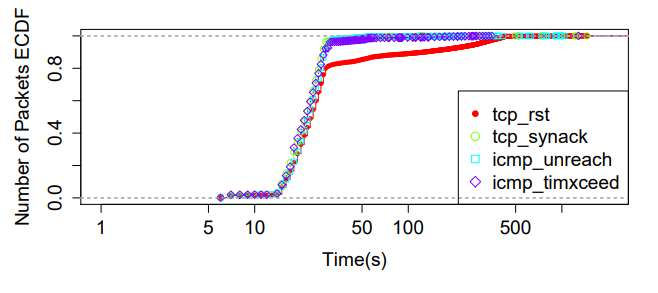 Number of Packets ECDF
0.8
0.4
0.0
tcp_rst
tcp_synack
icmp_unreach
icmp_timxceed
1 5 10 50 100 500
Time(s)